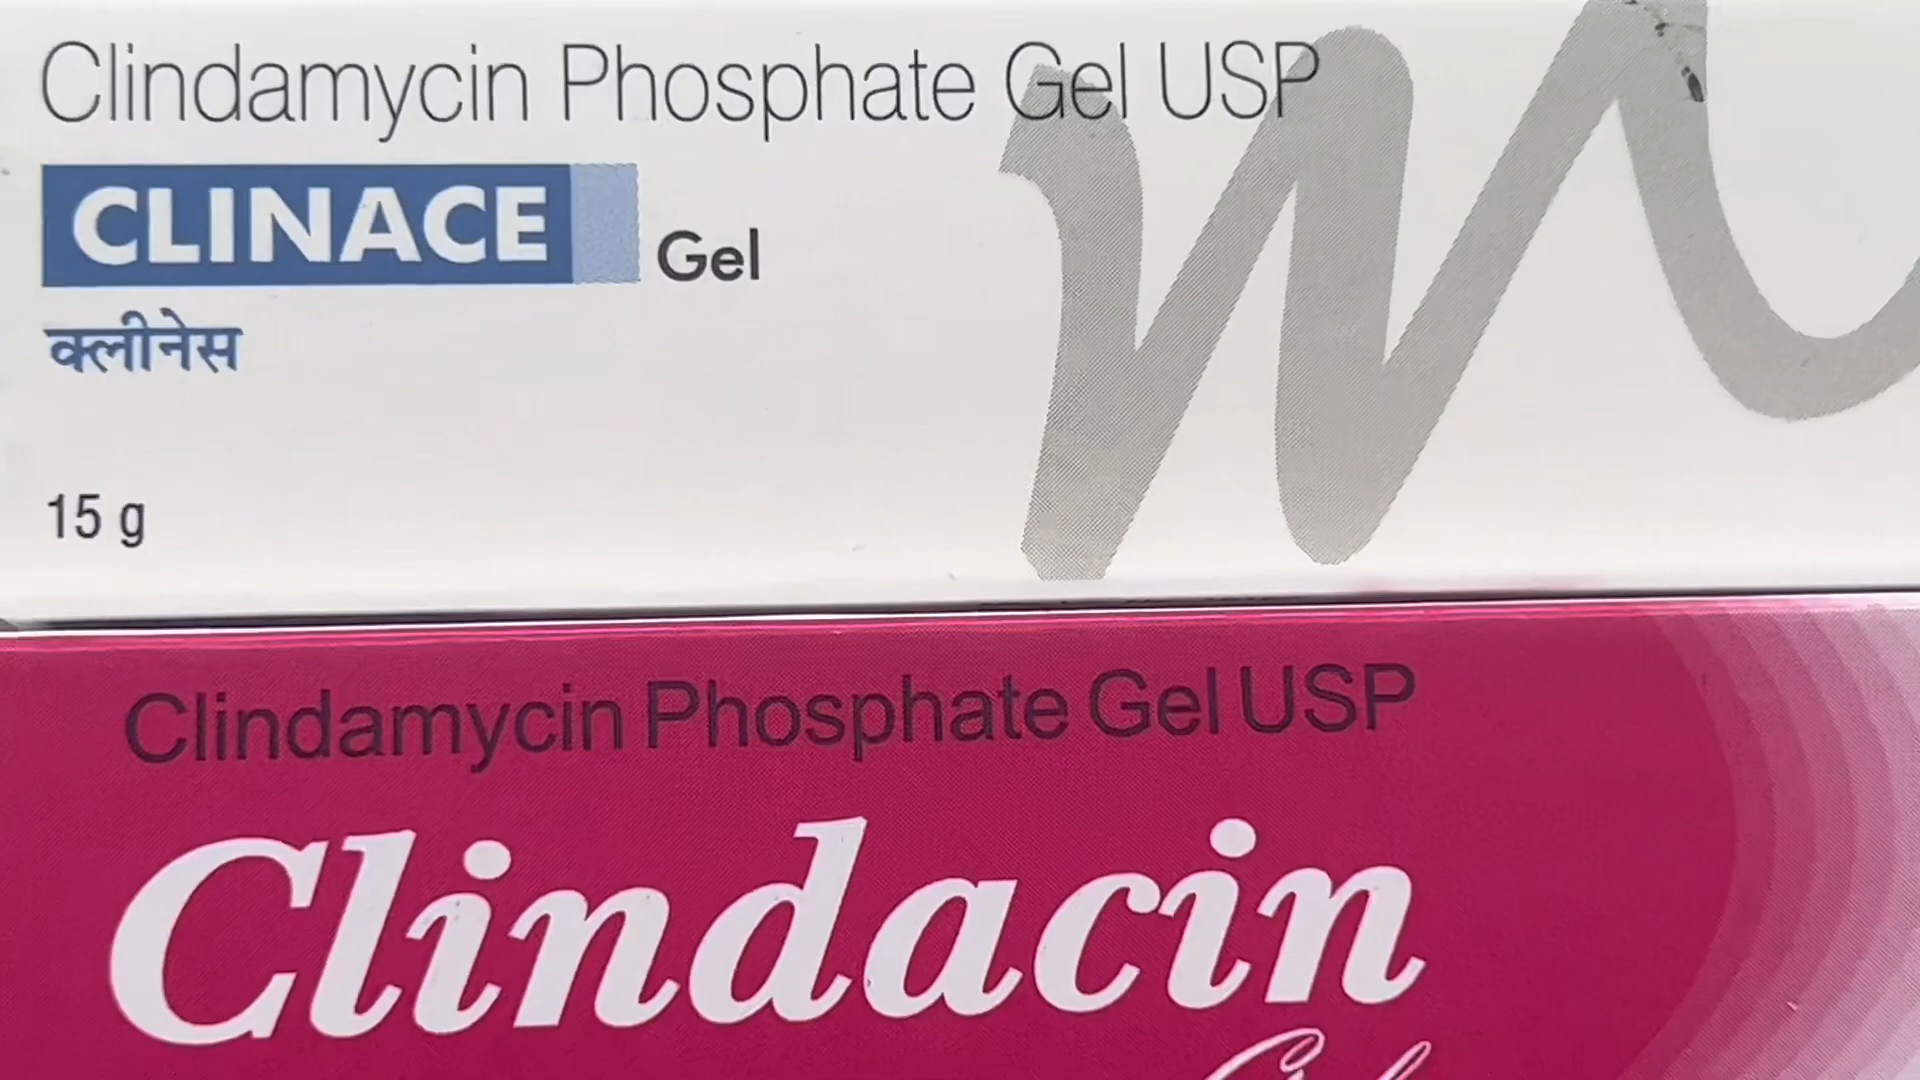 Clindamycin Phosphate Gel USP
CLINACE Gel
क्लीनेस
15 g
Clindamycin Phosphate Gel USP
Clindacin